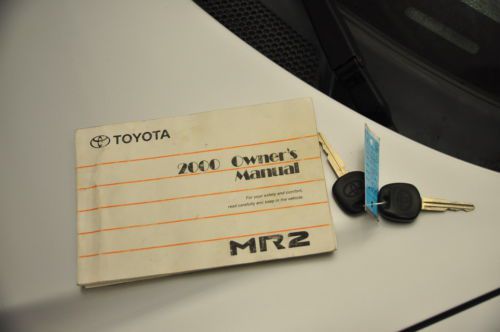 TOYOTA
2000 Owner's
Manual
For your safety and comfort,
read carefully and keep in the vehicle.
MR2